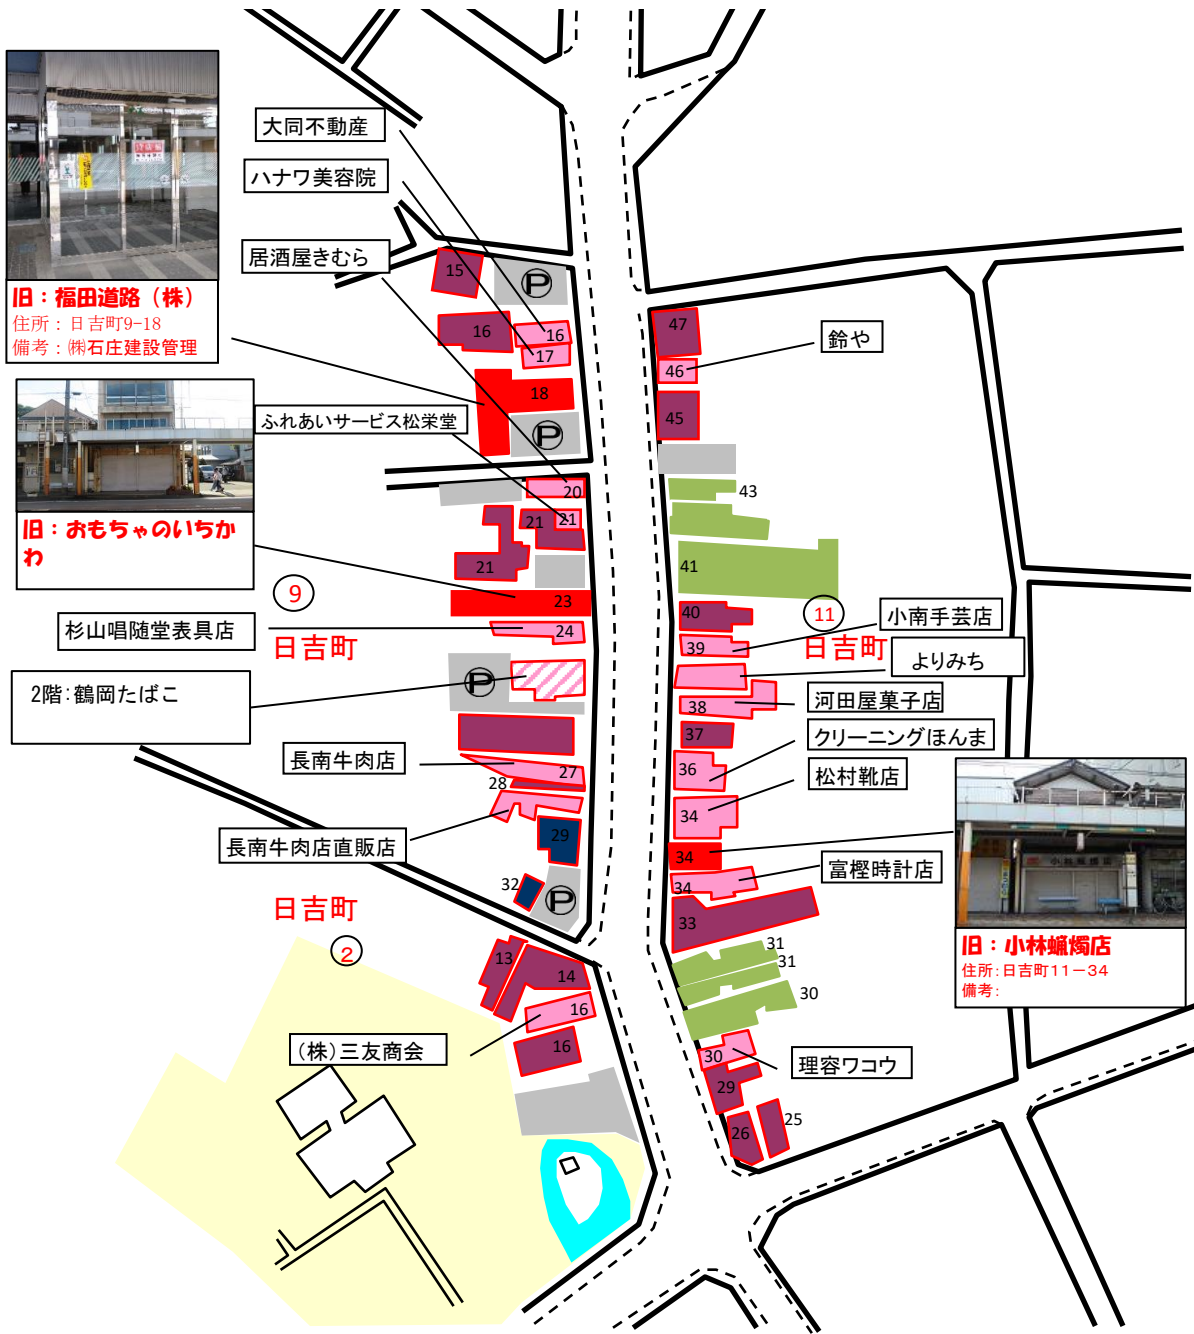 大同不動産
ハナワ美容院
居酒屋きむら
旧：福田道路（株）
住所：日吉町9-18
備考：㈱石庄建設管理
ふれあいサービス松栄堂
旧：おもちゃのいちか
わ
杉山唱随堂表具店
2階：鶴岡たばこ
長南牛肉店
長南牛肉店直販店
(株)三友商会
9
日吉町
日吉町
2
15
P
16
16
17
18
P
20
21
21
21
23
24
P
27
28
29
32
P
13
14
16
16
47
46
45
43
41
40
39
38
37
36
34
34
34
33
31
31
30
30
29
26
25
鈴や
11
日吉町
小南手芸店
よりみち
河田屋菓子店
クリーニングほんま
松村靴店
富樫時計店
小林蝋燭店
旧：小林蝋燭店
住所：日吉町11－34
備考：
理容ワコウ